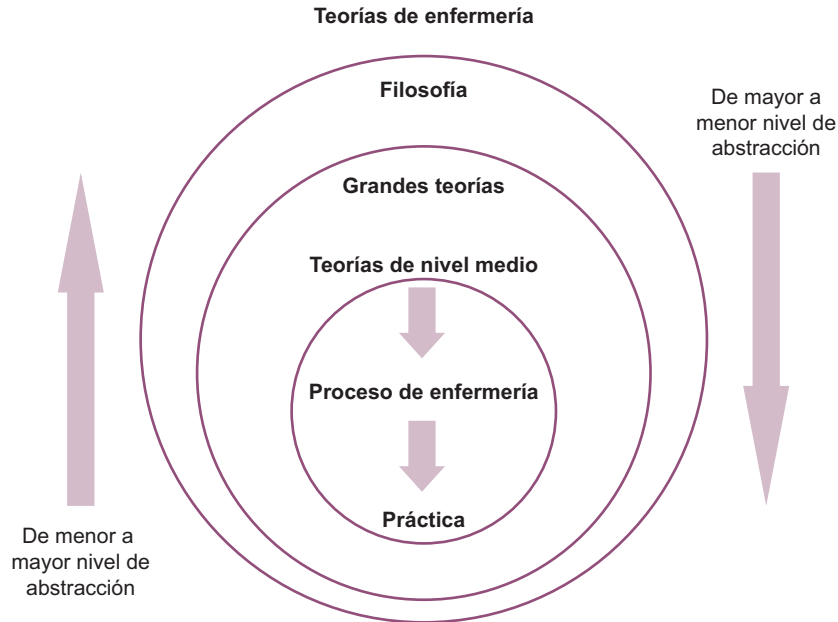 Teorías de enfermería
Filosofía
De mayor a
menor nivel de
abstracción
Grandes teorías
Teorías de nivel medio
Proceso de enfermería
Práctica
De menor a
mayor nivel de
abstracción